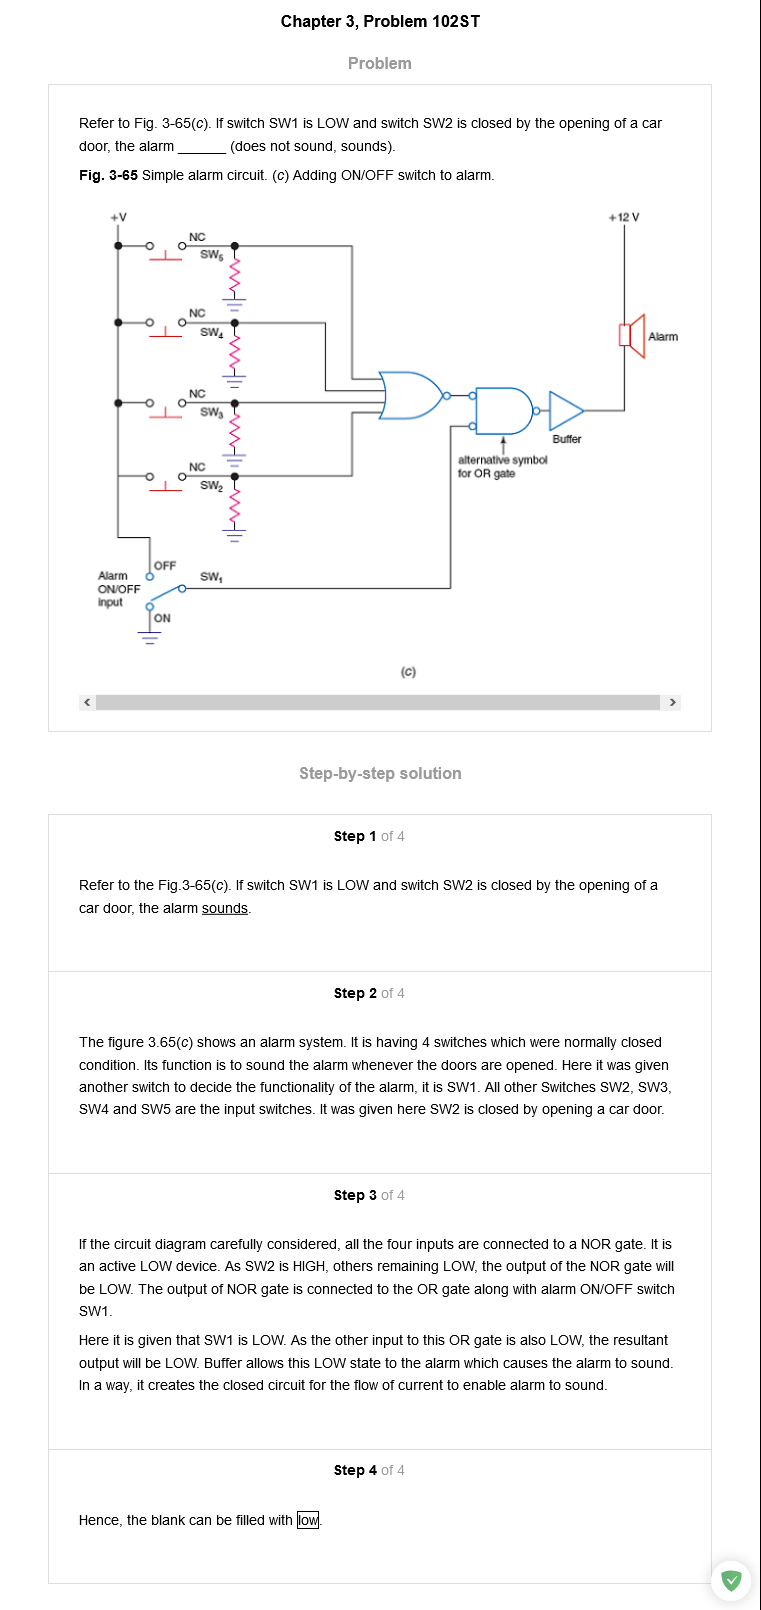 Chapter 3, Problem 102ST
Problem
Refer to Fig. 3-65(c). If switch SW1 is LOW and switch SW2 is closed by the opening of a car
door, the alarm ______ (does not sound, sounds).
Fig. 3-65 Simple alarm circuit. (c) Adding ON/OFF switch to alarm.
+V
+12 V
NC
SW5
NC
SW4
Alarm
NC
SW3
Buffer
alternative symbol
for OR gate
NC
SW2
OFF
Alarm
ON/OFF
input
SW1
ON
(c)
Step-by-step solution
Step 1 of 4
Refer to the Fig.3-65(c). If switch SW1 is LOW and switch SW2 is closed by the opening of a
car door, the alarm sounds.
Step 2 of 4
The figure 3.65(c) shows an alarm system. It is having 4 switches which were normally closed
condition. Its function is to sound the alarm whenever the doors are opened. Here it was given
another switch to decide the functionality of the alarm, it is SW1. All other Switches SW2, SW3,
SW4 and SW5 are the input switches. It was given here SW2 is closed by opening a car door.
Step 3 of 4
If the circuit diagram carefully considered, all the four inputs are connected to a NOR gate. It is
an active LOW device. As SW2 is HIGH, others remaining LOW, the output of the NOR gate will
be LOW. The output of NOR gate is connected to the OR gate along with alarm ON/OFF switch
SW1.
Here it is given that SW1 is LOW. As the other input to this OR gate is also LOW, the resultant
output will be LOW. Buffer allows this LOW state to the alarm which causes the alarm to sound.
In a way, it creates the closed circuit for the flow of current to enable alarm to sound.
Step 4 of 4
Hence, the blank can be filled with low.